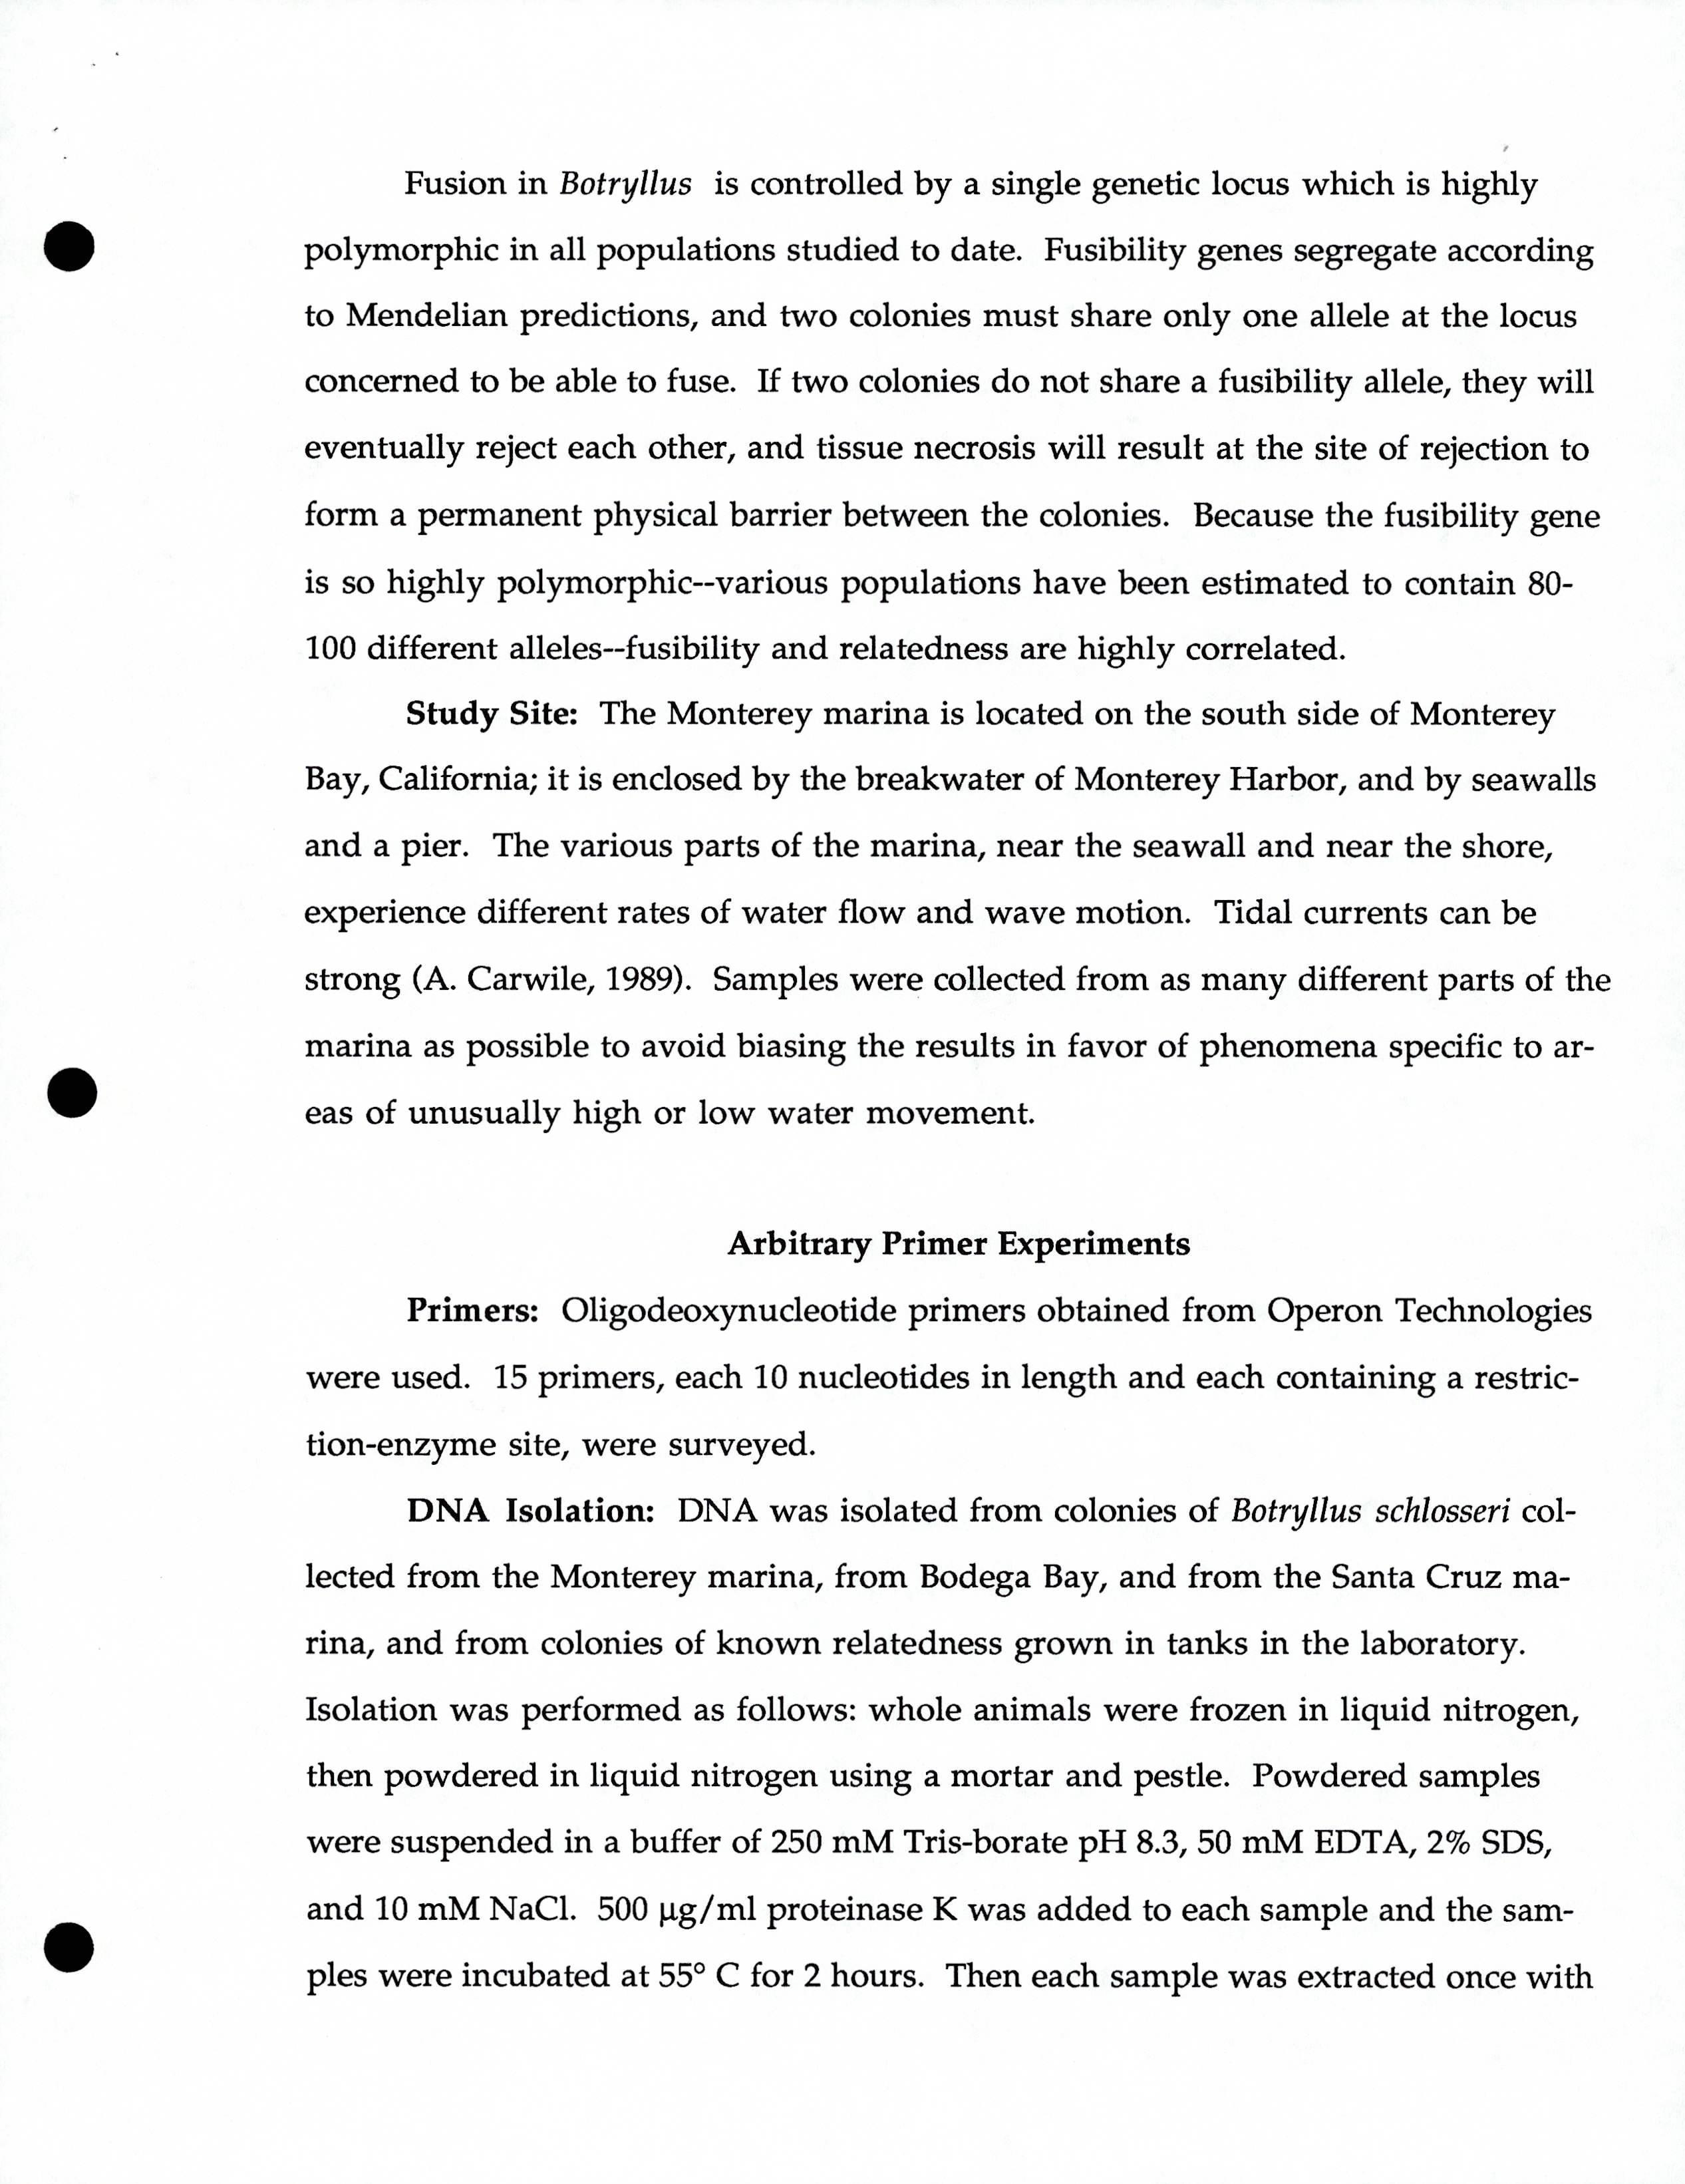 Fusion in Botryllus is controlled by a single genetic locus which is highly
polymorphic in all populations studied to date. Fusibility genes segregate according
to Mendelian predictions, and two colonies must share only one allele at the locus
concerned to be able to fuse. If two colonies do not share a fusibility allele, they will
eventually reject each other, and tissue necrosis will result at the site of rejection to
form a permanent physical barrier between the colonies. Because the fusibility gene
is so highly polymorphic--various populations have been estimated to contain 80-
100 different alleles--fusibility and relatedness are highly correlated.
Study Site: The Monterey marina is located on the south side of Monterey
Bay, California; it is enclosed by the breakwater of Monterey Harbor, and by seawalls
and a pier. The various parts of the marina, near the seawall and near the shore,
experience different rates of water flow and wave motion. Tidal currents can be
strong (A. Carwile, 1989). Samples were collected from as many different parts of the
marina as possible to avoid biasing the results in favor of phenomena specific to ar-
eas of unusually high or low water movement.
Arbitrary Primer Experiments
Primers: Oligodeoxynucleotide primers obtained from Operon Technologies
were used. 15 primers, each 10 nucleotides in length and each containing a restric-
tion-enzyme site, were surveyed.
DNA Isolation: DNA was isolated from colonies of Botryllus schlosseri col-
lected from the Monterey marina, from Bodega Bay, and from the Santa Cruz ma-
rina, and from colonies of known relatedness grown in tanks in the laboratory.
Isolation was performed as follows: whole animals were frozen in liquid nitrogen,
then powdered in liquid nitrogen using a mortar and pestle. Powdered samples
were suspended in a buffer of 250 mM Tris-borate pH 8.3, 50 mM EDTA, 2% SDS,
and 10 mM NaCl. 500 µg/ml proteinase K was added to each sample and the sam-
ples were incubated at 55° C for 2 hours. Then each sample was extracted once with